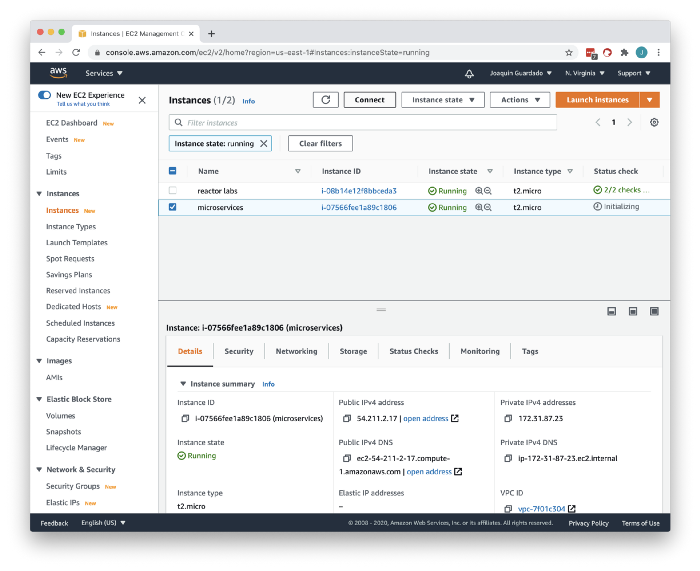 Instances | EC2 Management C
console.aws.amazon.com/ec2/v2/home?region=us-east-1#Instances:instanceState=running
aws Services Joaquin Guardado N. Virginia Support
New EC2 Experience
Tell us what you think
EC2 Dashboard New
Events New
Tags
Limits
Instances
Instances New
Instance Types
Launch Templates
Spot Requests
Savings Plans
Reserved Instances
Dedicated Hosts New
Scheduled Instances
Capacity Reservations
Images
AMIs
Elastic Block Store
Volumes
Snapshots
Lifecycle Manager
Network & Security
Security Groups New
Elastic IPs New
Instances (1/2) Info Connect Instance state Actions Launch instances
Filter instances 1
Instance state: running Clear filters
Name Instance ID Instance state Instance type Status check
reactor labs i-08b14e12f8bbceda3 Running t2.micro 2/2 checks ...
microservices i-07566fee1a89c1806 Running t2.micro Initializing
Instance: i-07566fee1a89c1806 (microservices)
Details Security Networking Storage Status Checks Monitoring Tags
Instance summary Info
Instance ID
i-07566fee1a89c1806 (microservices)
Public IPv4 address
54.211.2.17 | open address
Private IPv4 addresses
172.31.87.23
Instance state
Running
Public IPv4 DNS
ec2-54-211-2-17.compute-
1.amazonaws.com | open address
Private IPv4 DNS
ip-172-31-87-23.ec2.internal
Instance type
t2.micro
Elastic IP addresses
–
VPC ID
vpc-7f01c304
Feedback English (US) © 2008 - 2020, Amazon Web Services, Inc. or its affiliates. All rights reserved. Privacy Policy Terms of Use